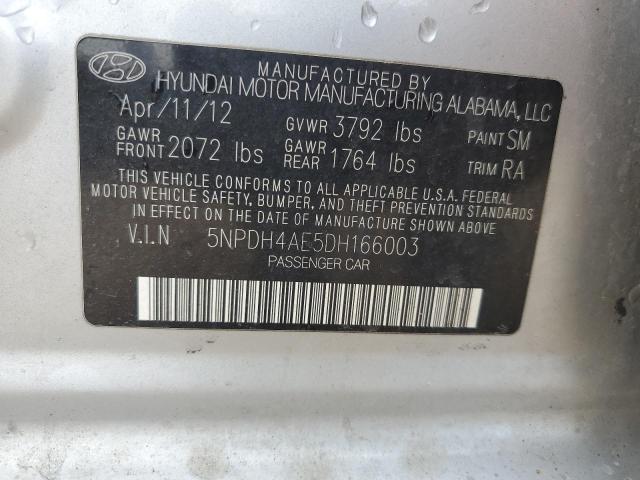 MANUFACTURED BY
HYUNDAI MOTOR MANUFACTURING ALABAMA, LLC
Apr/11/12 GVWR 3792 lbs PAINT SM
GAWR FRONT 2072 lbs GAWR REAR 1764 lbs TRIM RA
THIS VEHICLE CONFORMS TO ALL APPLICABLE U.S.A. FEDERAL
MOTOR VEHICLE SAFETY, BUMPER, AND THEFT PREVENTION STANDARDS
IN EFFECT ON THE DATE OF MANUFACTURE SHOWN ABOVE.
V.I.N 5NPDH4AE5DH166003
PASSENGER CAR